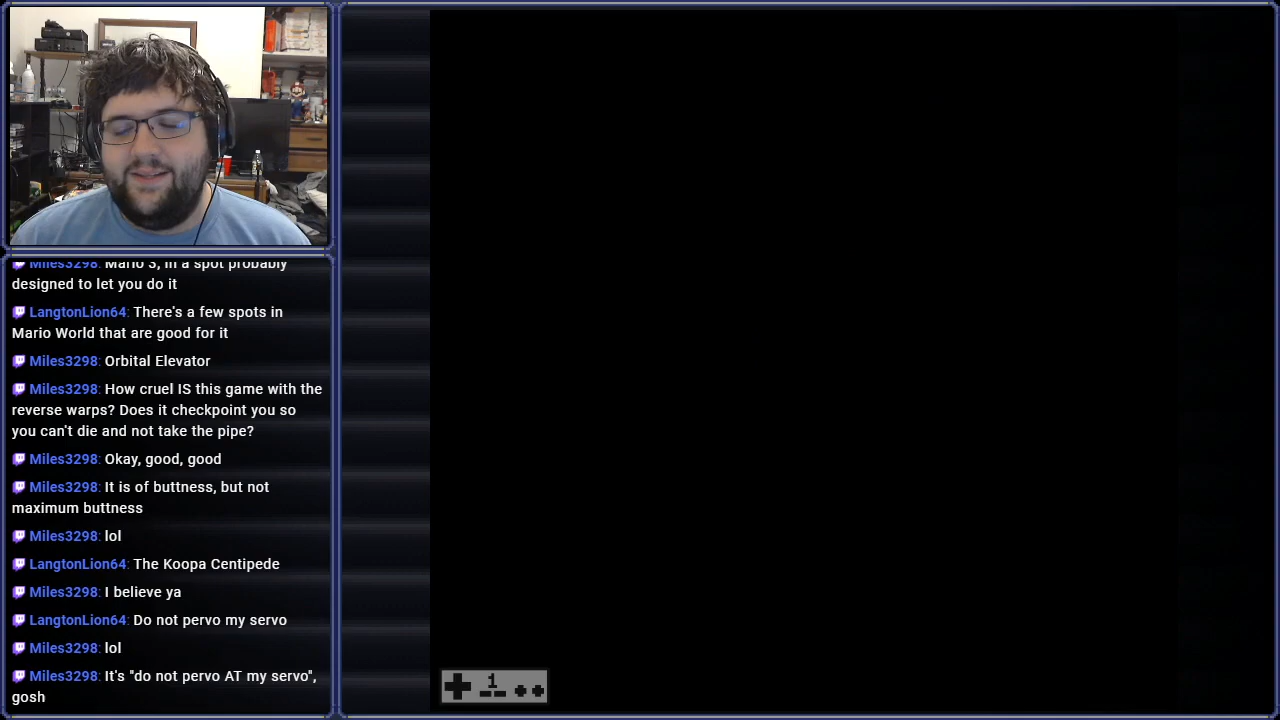 Miles3298: Mario 3, in a spot probably
designed to let you do it
LangtonLion64: There's a few spots in
Mario World that are good for it
Miles3298: Orbital Elevator
Miles3298: How cruel IS this game with the
reverse warps? Does it checkpoint you so
you can't die and not take the pipe?
Miles3298: Okay, good, good
Miles3298: It is of buttness, but not
maximum buttness
Miles3298: lol
LangtonLion64: The Koopa Centipede
Miles3298: I believe ya
LangtonLion64: Do not pervo my servo
Miles3298: lol
Miles3298: It's "do not pervo AT my servo",
gosh
1